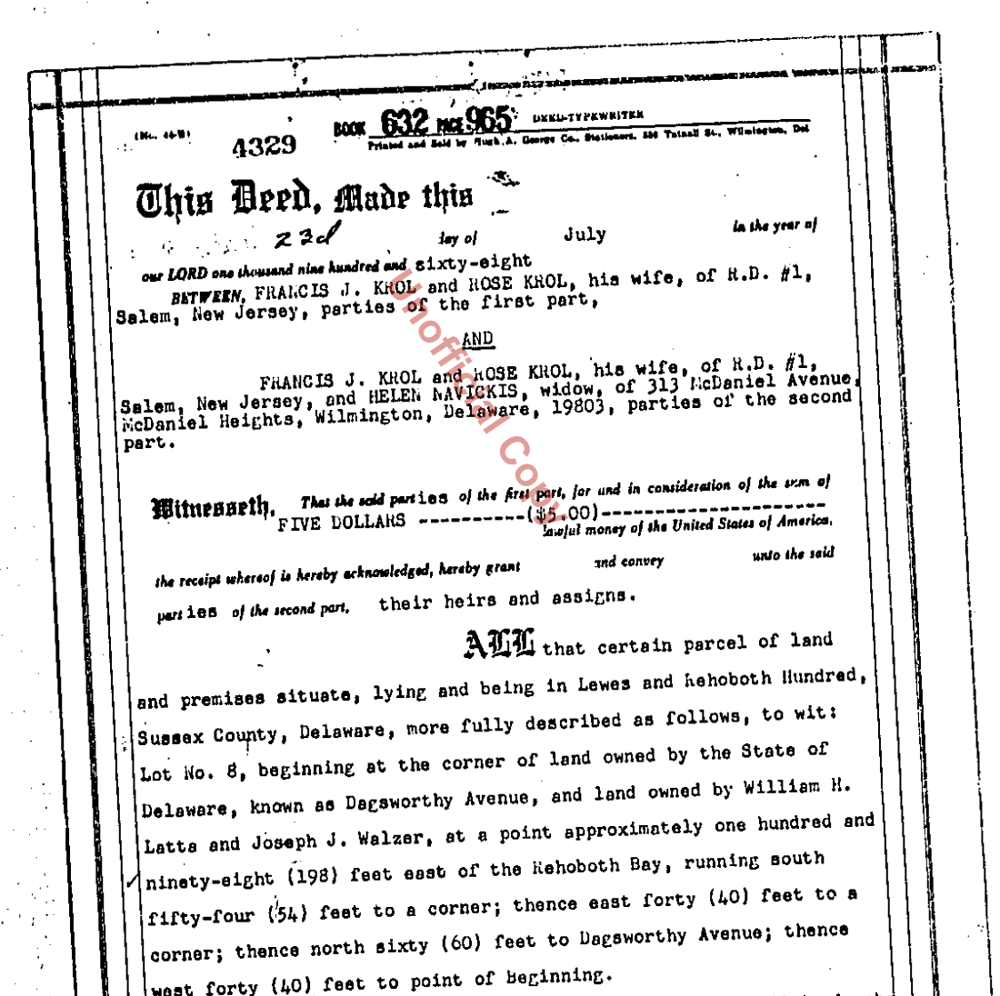 (No. 44-B)
4329
BOOK 632 PAGE 965
DEED-TYPEWRITER
Printed and Sold by Hugh A. George Co., Stationers, Tatnall St., Wilmington, Del
This Deed, Made this
23d day of July in the year of
our LORD one thousand nine hundred and sixty-eight
BETWEEN, FRANCIS J. KROL and ROSE KROL, his wife, of R.D. #1,
Salem, New Jersey, parties of the first part,
AND
FRANCIS J. KROL and ROSE KROL, his wife, of R.D. #1,
Salem, New Jersey, and HELEN NAVICKIS, widow, of 313 McDaniel Avenue,
McDaniel Heights, Wilmington, Delaware, 19803, parties of the second
part.
Witnesseth, That the said parties of the first part, for and in consideration of the sum of
FIVE DOLLARS ----------($5.00)---------------------
lawful money of the United States of America,
the receipt whereof is hereby acknowledged, hereby grant and convey unto the said
parties of the second part, their heirs and assigns.
ALL that certain parcel of land
and premises situate, lying and being in Lewes and Rehoboth Hundred,
Sussex County, Delaware, more fully described as follows, to wit:
Lot No. 8, beginning at the corner of land owned by the State of
Delaware, known as Dagsworthy Avenue, and land owned by William H.
Latta and Joseph J. Walzer, at a point approximately one hundred and
ninety-eight (198) feet east of the Rehoboth Bay, running south
fifty-four (54) feet to a corner; thence east forty (40) feet to a
corner; thence north sixty (60) feet to Dagsworthy Avenue; thence
west forty (40) feet to point of Beginning.
Unofficial Copy